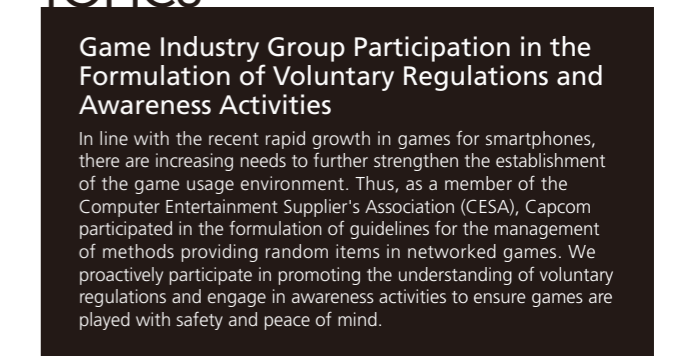 TOPICS
Game Industry Group Participation in the
Formulation of Voluntary Regulations and
Awareness Activities
In line with the recent rapid growth in games for smartphones,
there are increasing needs to further strengthen the establishment
of the game usage environment. Thus, as a member of the
Computer Entertainment Supplier's Association (CESA), Capcom
participated in the formulation of guidelines for the management
of methods providing random items in networked games. We
proactively participate in promoting the understanding of voluntary
regulations and engage in awareness activities to ensure games are
played with safety and peace of mind.